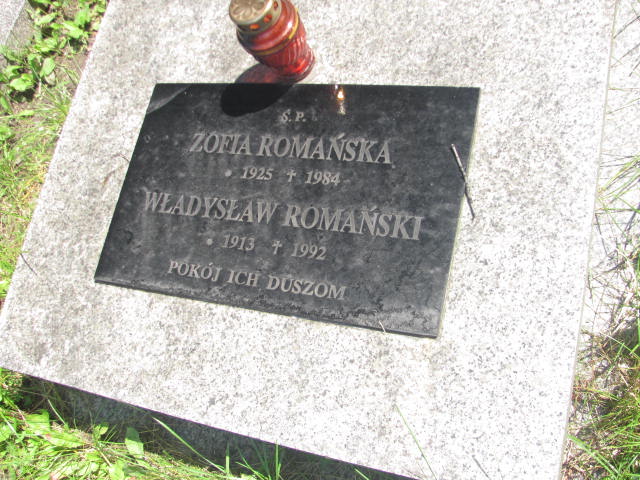 Ś. P.
ZOFIA ROMAŃSKA
* 1925 † 1984
WŁADYSŁAW ROMAŃSKI
* 1913 † 1992
POKÓJ ICH DUSZOM